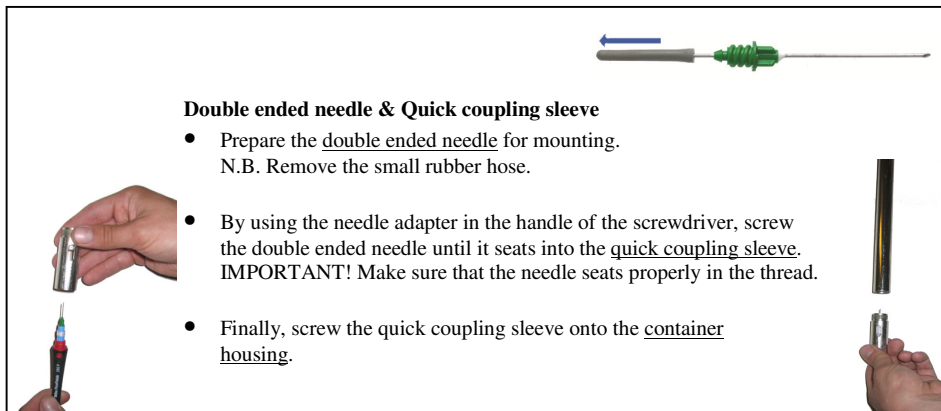 Double ended needle & Quick coupling sleeve
• Prepare the double ended needle for mounting.
N.B. Remove the small rubber hose.
• By using the needle adapter in the handle of the screwdriver, screw
the double ended needle until it seats into the quick coupling sleeve.
IMPORTANT! Make sure that the needle seats properly in the thread.
• Finally, screw the quick coupling sleeve onto the container
housing.